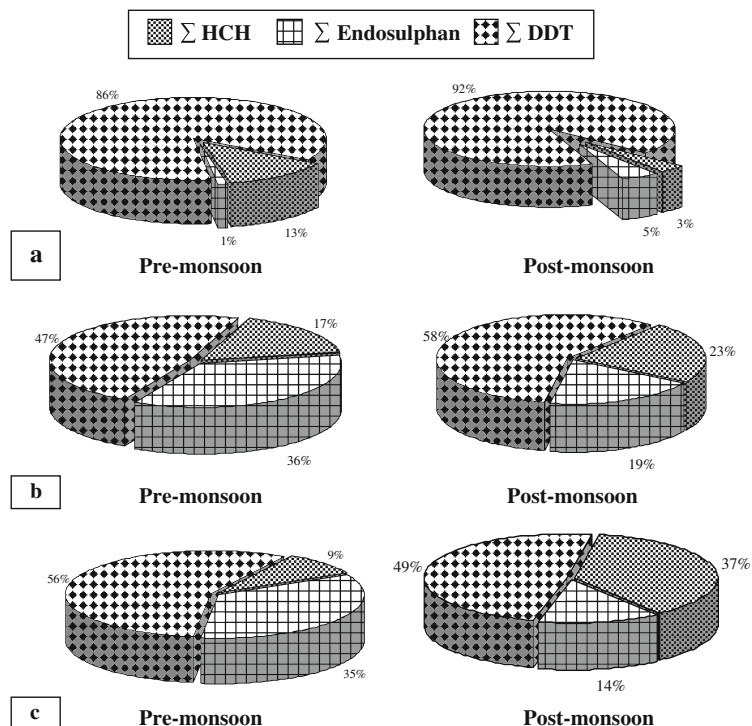 ∑ HCH ∑ Endosulphan ∑ DDT
86%
1%
13%
92%
5%
3%
a
Pre-monsoon
Post-monsoon
47%
17%
36%
58%
23%
19%
b
Pre-monsoon
Post-monsoon
56%
9%
35%
49%
37%
14%
c
Pre-monsoon
Post-monsoon